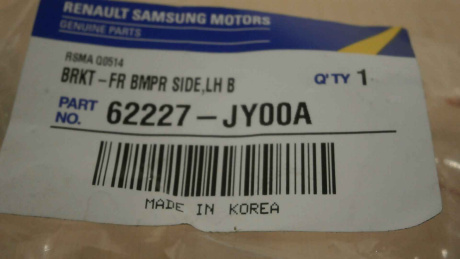 RENAULT SAMSUNG MOTORS
GENUINE PARTS
RSMA Q0514
BRKT-FR BMPR SIDE,LH B
Q'TY 1
PART NO. 62227-JY00A
MADE IN KOREA